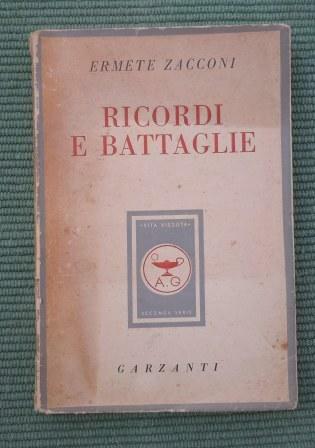 ERMETE ZACCONI
RICORDI
E BATTAGLIE
«VITA VISSUTA»
A.G
SECONDA SERIE
GARZANTI